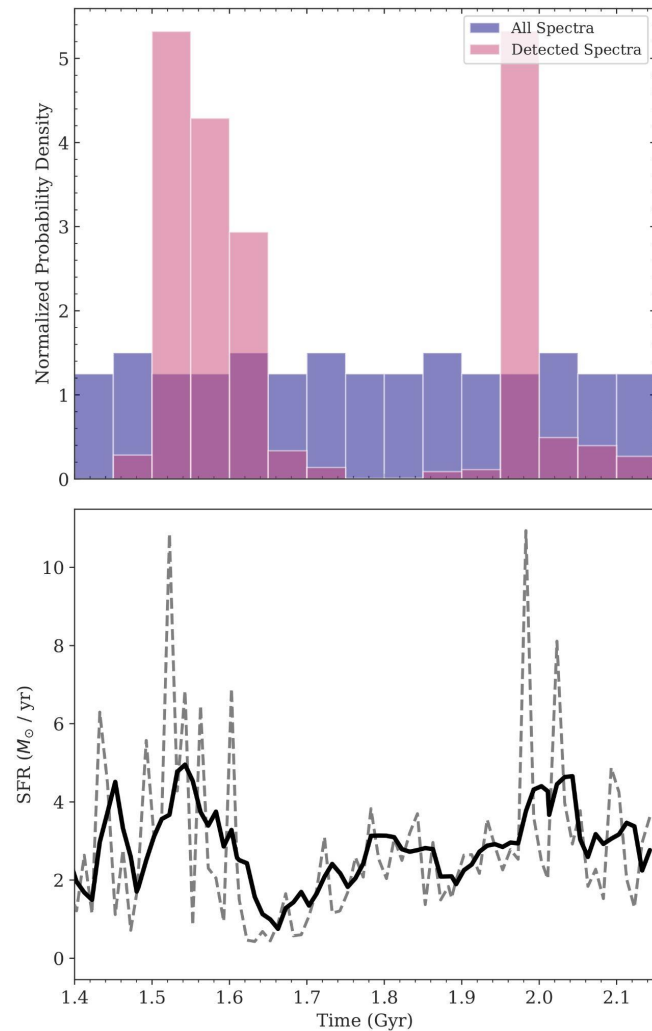 All Spectra
Detected Spectra
Normalized Probability Density
5
4
3
2
1
0
SFR (M⊙ / yr)
10
8
6
4
2
0
1.4 1.5 1.6 1.7 1.8 1.9 2.0 2.1
Time (Gyr)